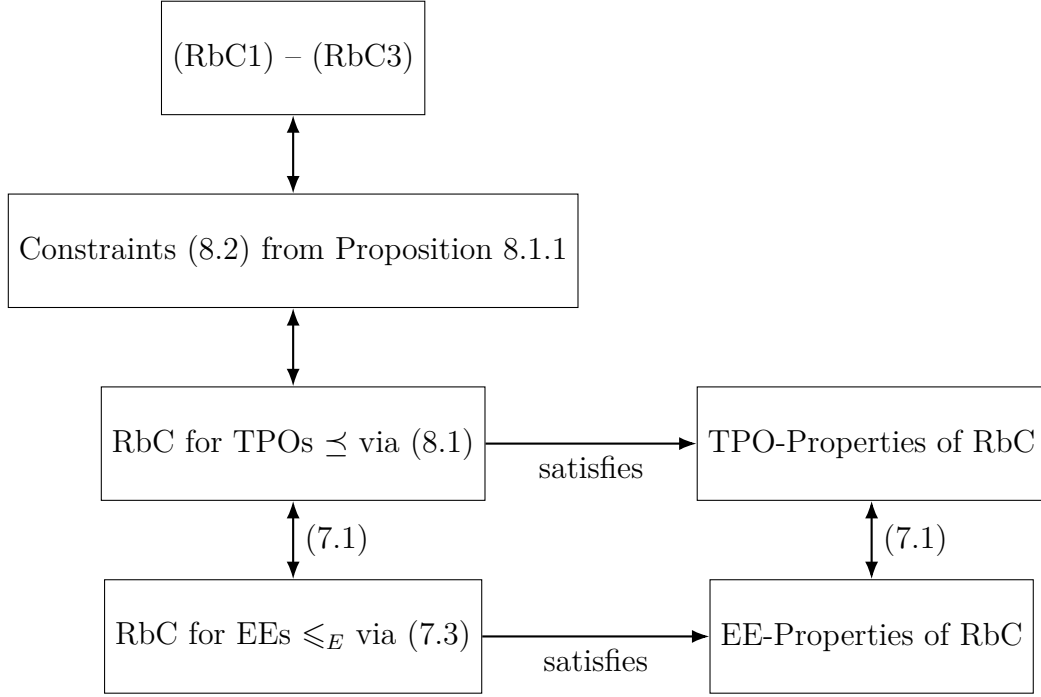 (RbC1) – (RbC3)
Constraints (8.2) from Proposition 8.1.1
RbC for TPOs ⪯ via (8.1)
satisfies
TPO-Properties of RbC
(7.1)
(7.1)
RbC for EEs ⩽E via (7.3)
satisfies
EE-Properties of RbC